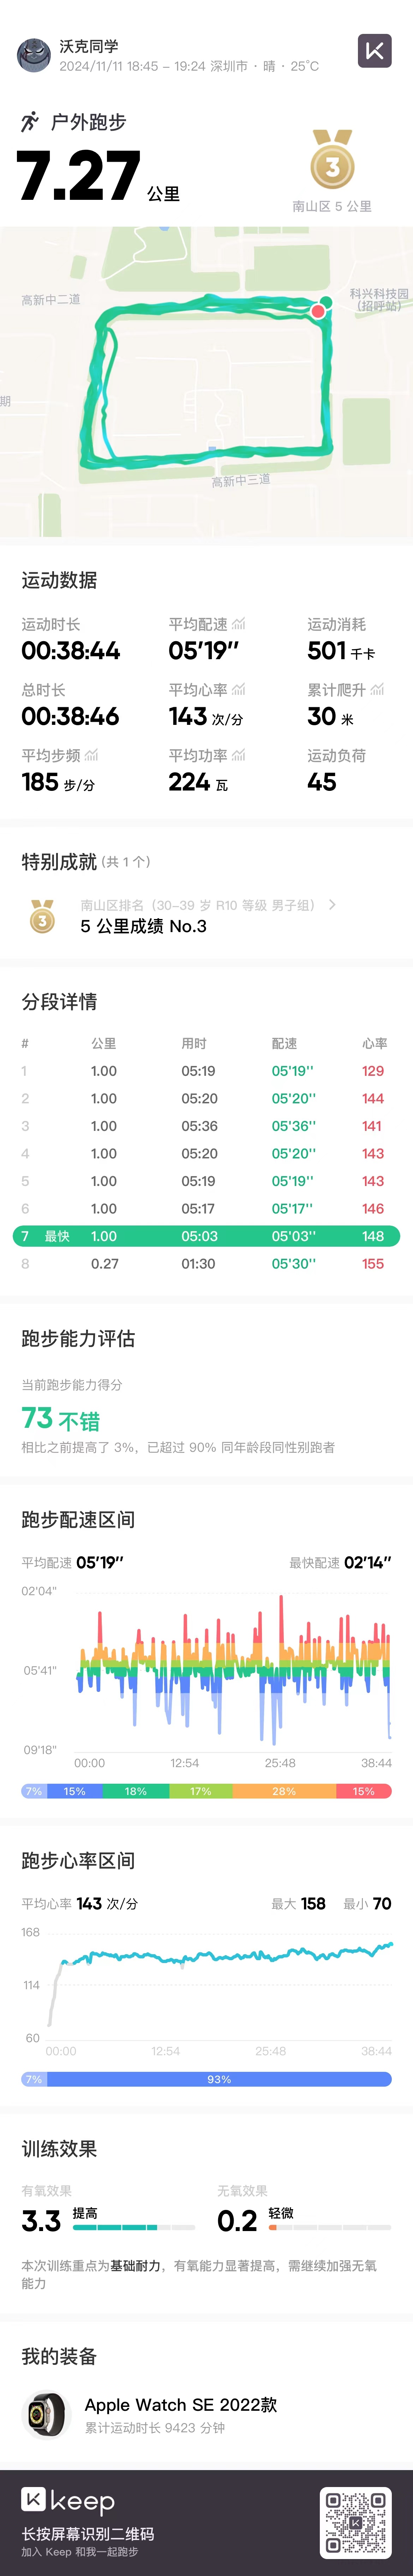 沃克同学
2024/11/11 18:45 - 19:24 深圳市 · 晴 · 25°C
户外跑步
7.27 公里
3
南山区 5 公里
高新中二道
科兴科技园
(招呼站)
期
高新中三道
运动数据
运动时长 平均配速 运动消耗
00:38:44 05'19'' 501 千卡
总时长 平均心率 累计爬升
00:38:46 143 次/分 30 米
平均步频 平均功率 运动负荷
185 步/分 224 瓦 45
特别成就 (共 1 个)
3
南山区排名（30-39 岁 R10 等级 男子组）
5 公里成绩 No.3
分段详情
# 公里 用时 配速 心率
1 1.00 05:19 05'19'' 129
2 1.00 05:20 05'20'' 144
3 1.00 05:36 05'36'' 141
4 1.00 05:20 05'20'' 143
5 1.00 05:19 05'19'' 143
6 1.00 05:17 05'17'' 146
7 最快 1.00 05:03 05'03'' 148
8 0.27 01:30 05'30'' 155
跑步能力评估
当前跑步能力得分
73 不错
相比之前提高了 3%，已超过 90% 同年龄段同性别跑者
跑步配速区间
平均配速 05'19'' 最快配速 02'14''
02'04"
05'41"
09'18"
00:00 12:54 25:48 38:44
7% 15% 18% 17% 28% 15%
跑步心率区间
平均心率 143 次/分 最大 158 最小 70
168
114
60
00:00 12:54 25:48 38:44
7% 93%
训练效果
有氧效果 无氧效果
3.3 提高 0.2 轻微
本次训练重点为基础耐力，有氧能力显著提高，需继续加强无氧
能力
我的装备
Apple Watch SE 2022款
累计运动时长 9423 分钟
keep
长按屏幕识别二维码
加入 Keep 和我一起跑步